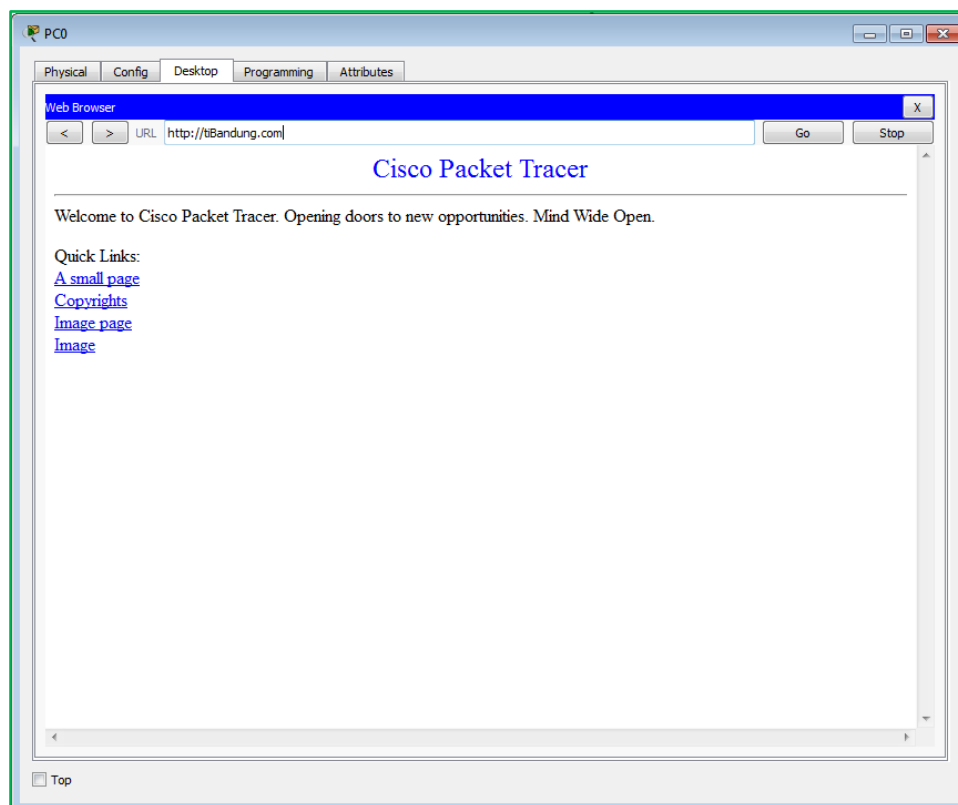 PC0
X
Physical Config Desktop Programming Attributes
Web Browser
X
< > URL http://tiBandung.com Go Stop
Cisco Packet Tracer
Welcome to Cisco Packet Tracer. Opening doors to new opportunities. Mind Wide Open.
Quick Links:
A small page
Copyrights
Image page
Image
Top